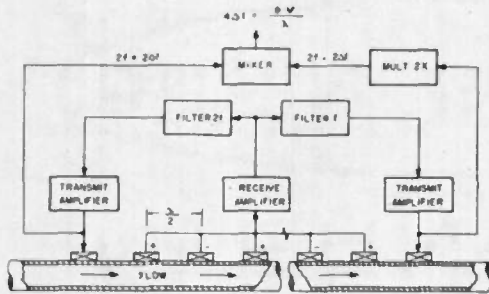 4Δf = 8 V
λ
2f + 2Δf
MIXER
2f - 2Δf
MULT 2X
FILTER 2f
FILTER f
TRANSMIT
AMPLIFIER
RECEIVE
AMPLIFIER
TRANSMIT
AMPLIFIER
λ
2
+
-
+
-
+
FLOW